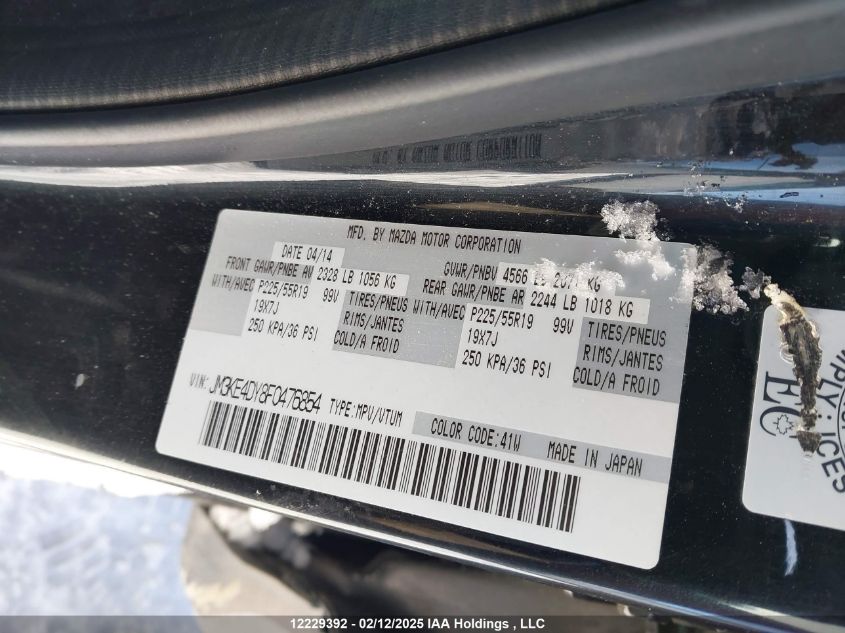 MFD. BY MAZDA MOTOR CORPORATION
DATE 04/14
GVWR/PNBV 4566 LB 2071 KG
FRONT GAWR/PNBE AV 2328 LB 1056 KG
REAR GAWR/PNBE AR 2244 LB 1018 KG
WITH/AVEC P225/55R19 99V TIRES/PNEUS
19X7J RIMS/JANTES
250 KPA/36 PSI COLD/A FROID
WITH/AVEC P225/55R19 99V TIRES/PNEUS
19X7J RIMS/JANTES
250 KPA/36 PSI COLD/A FROID
VIN: JM3KE4DY8F0476854 TYPE:MPV/VTUM
COLOR CODE:41W MADE IN JAPAN
EC
12229392 - 02/12/2025 IAA Holdings , LLC